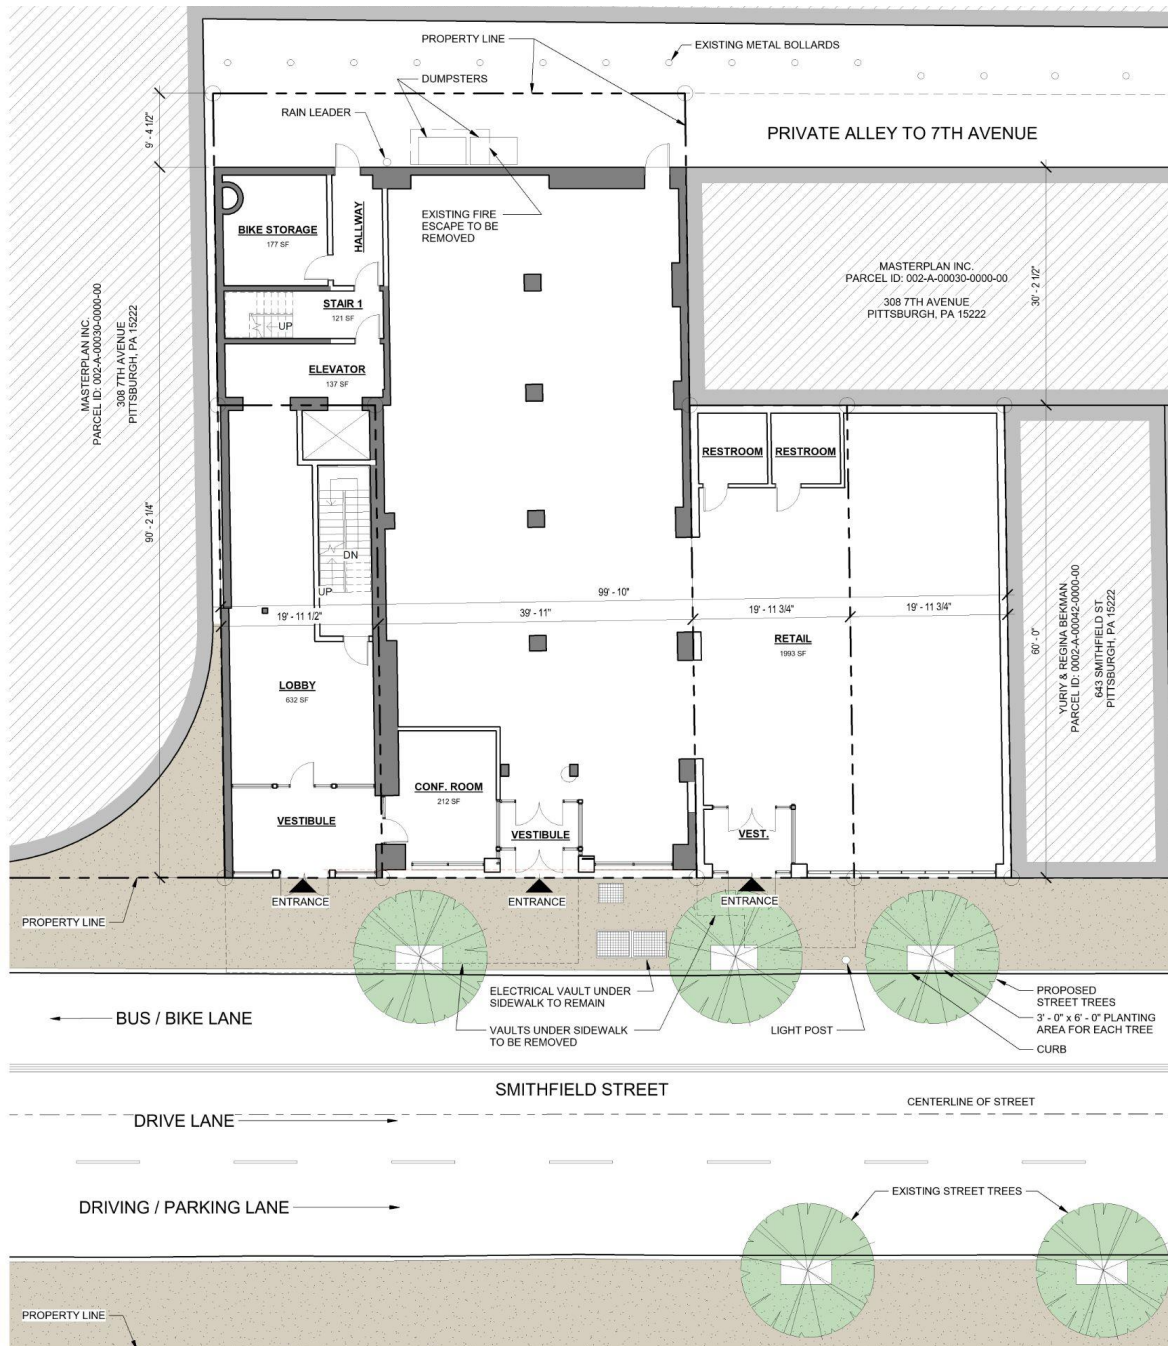 PROPERTY LINE
EXISTING METAL BOLLARDS
DUMPSTERS
RAIN LEADER
9' - 4 1/2"
PRIVATE ALLEY TO 7TH AVENUE
EXISTING FIRE
ESCAPE TO BE
REMOVED
BIKE STORAGE
177 SF
HALLWAY
MASTERPLAN INC.
PARCEL ID: 002-A-00030-0000-00
308 7TH AVENUE
PITTSBURGH, PA 15222
30' - 2 1/2"
STAIR 1
121 SF
UP
MASTERPLAN INC.
PARCEL ID: 002-A-00030-0000-00
308 7TH AVENUE
PITTSBURGH, PA 15222
ELEVATOR
137 SF
RESTROOM
RESTROOM
90' - 2 1/4"
DN
UP
99' - 10"
19' - 11 1/2"
39' - 11"
19' - 11 3/4"
19' - 11 3/4"
RETAIL
1993 SF
60' - 0"
YURIY & REGINA BEKMAN
PARCEL ID: 0002-A-00042-0000-00
643 SMITHFIELD ST.
PITTSBURGH, PA 15222
LOBBY
632 SF
CONF. ROOM
212 SF
VESTIBULE
VESTIBULE
VEST.
ENTRANCE
ENTRANCE
ENTRANCE
PROPERTY LINE
ELECTRICAL VAULT UNDER
SIDEWALK TO REMAIN
PROPOSED
STREET TREES
BUS / BIKE LANE
VAULTS UNDER SIDEWALK
TO BE REMOVED
LIGHT POST
3' - 0" x 6' - 0" PLANTING
AREA FOR EACH TREE
CURB
SMITHFIELD STREET
CENTERLINE OF STREET
DRIVE LANE
EXISTING STREET TREES
DRIVING / PARKING LANE
PROPERTY LINE